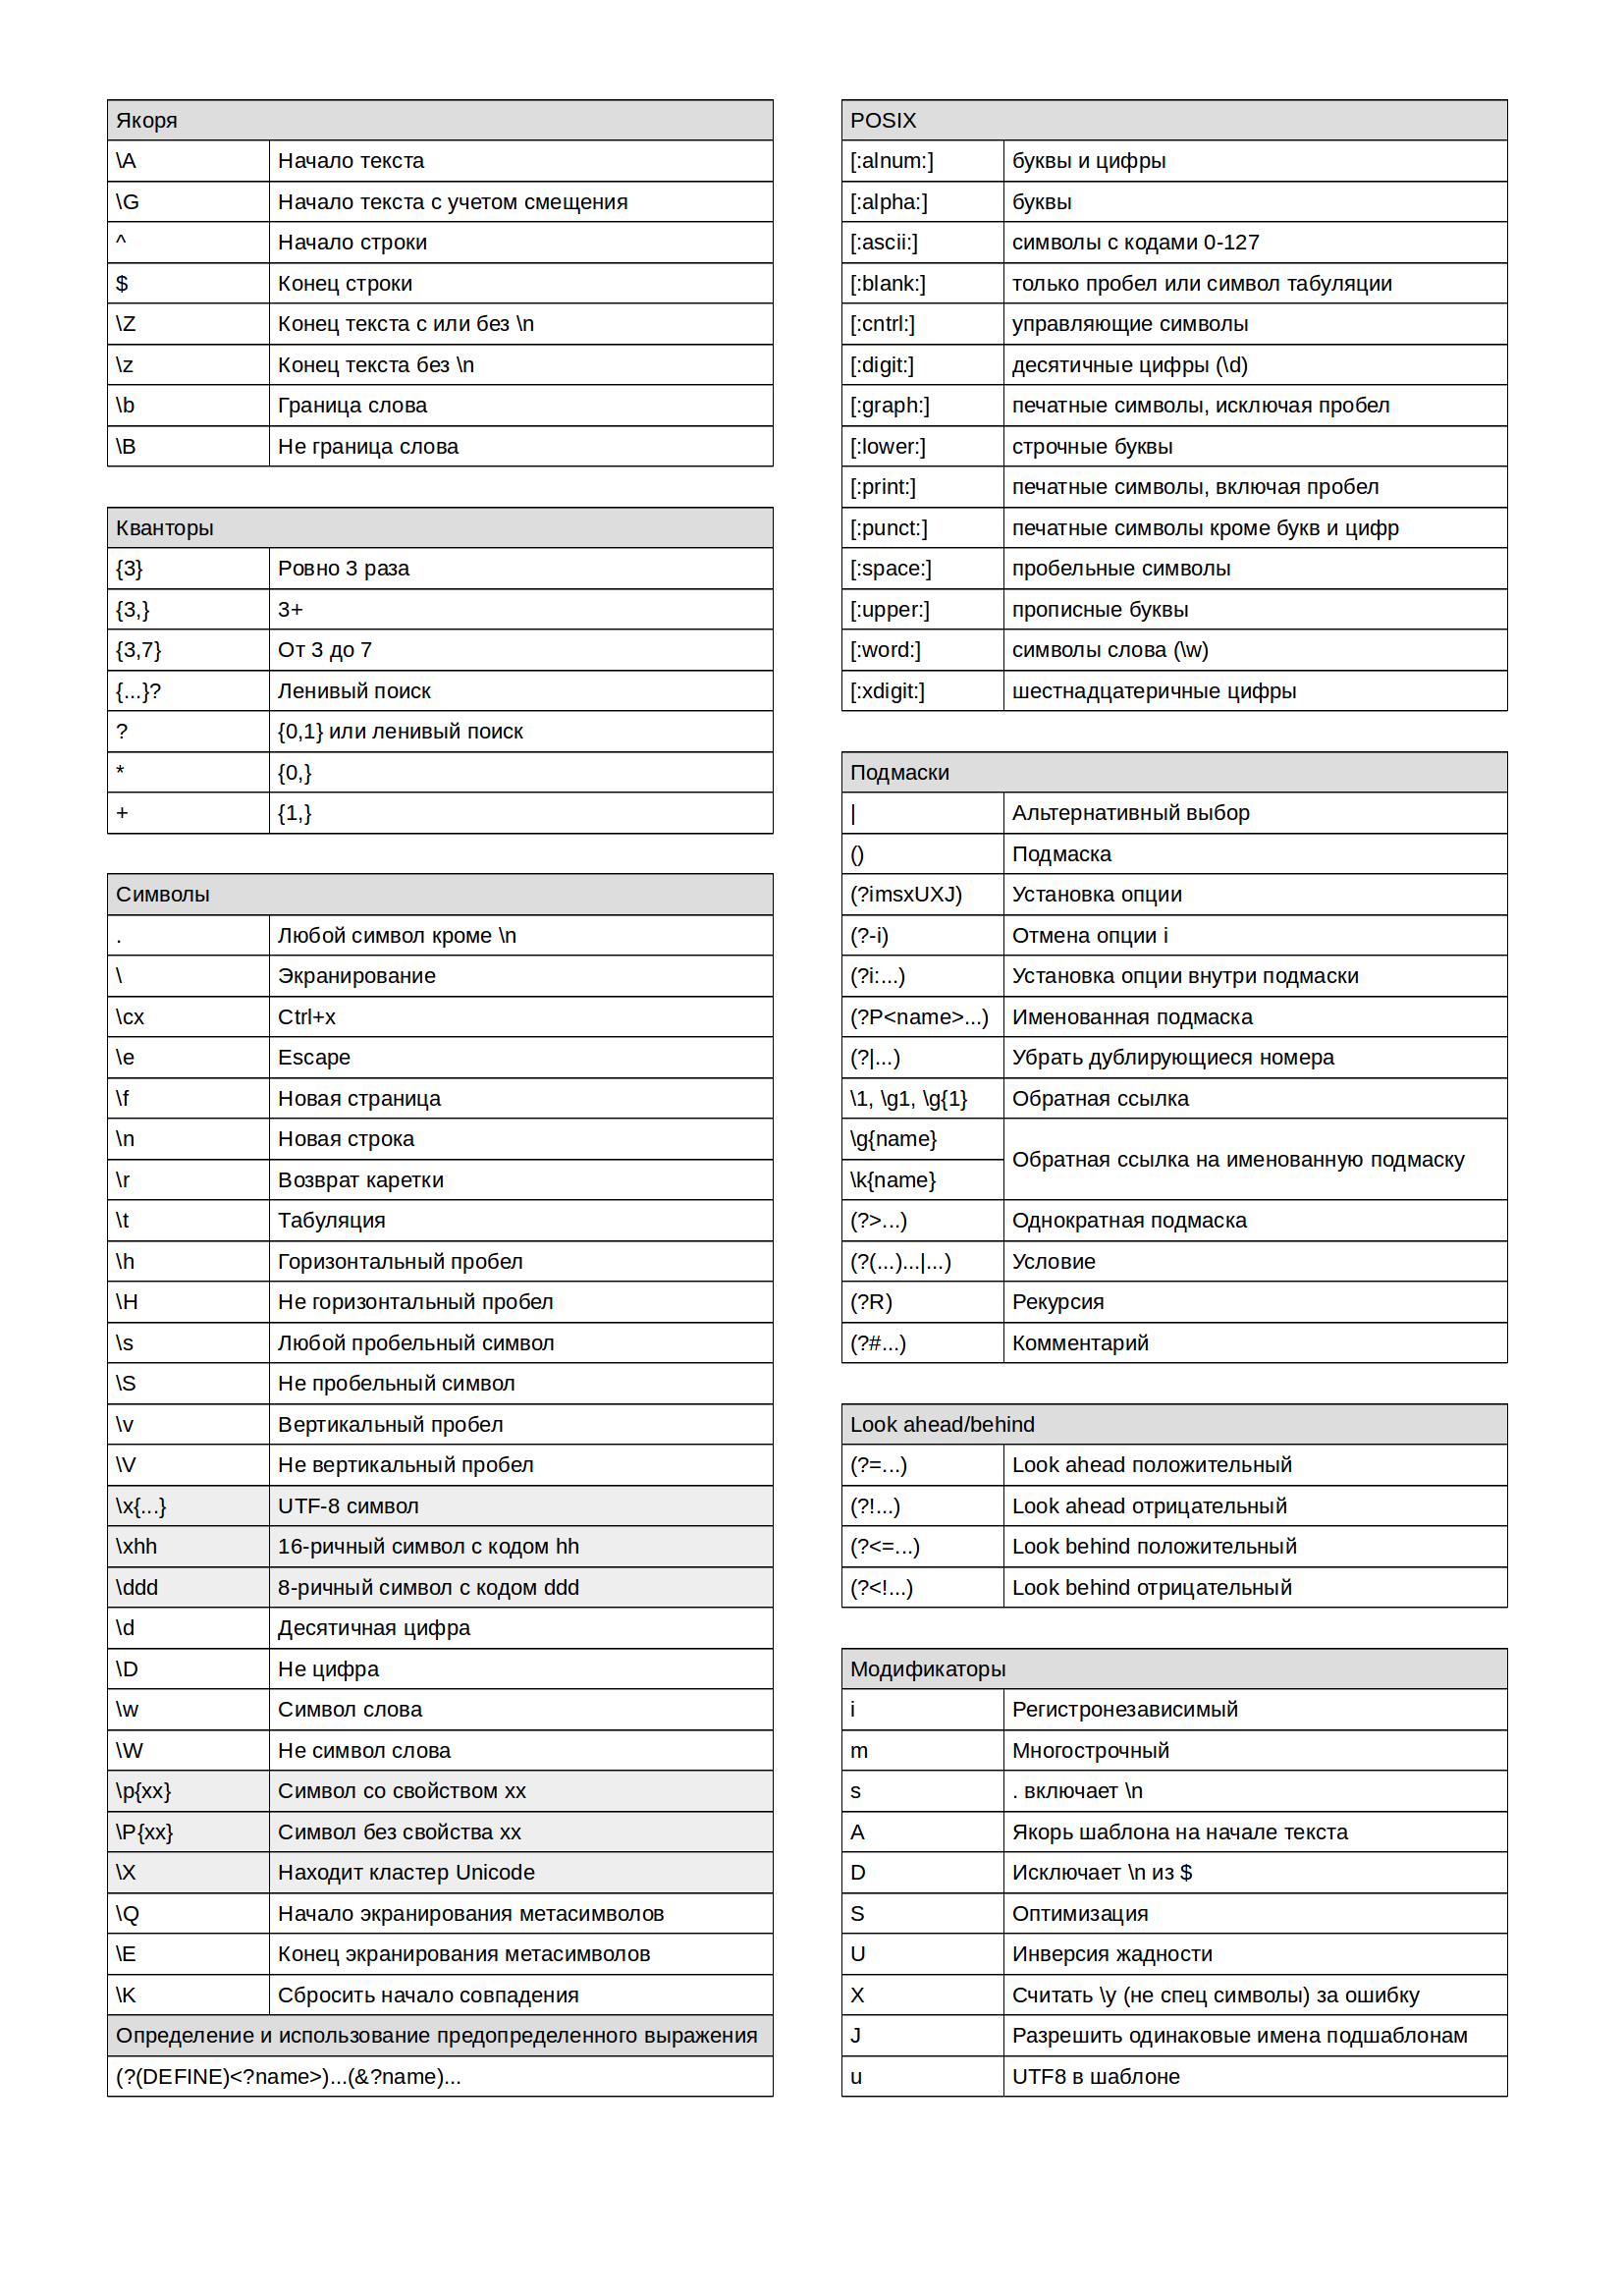 Якоря
\A Начало текста
\G Начало текста с учетом смещения
^ Начало строки
$ Конец строки
\Z Конец текста с или без \n
\z Конец текста без \n
\b Граница слова
\B Не граница слова
Кванторы
{3} Ровно 3 раза
{3,} 3+
{3,7} От 3 до 7
{...}? Ленивый поиск
? {0,1} или ленивый поиск
* {0,}
+ {1,}
Символы
. Любой символ кроме \n
\ Экранирование
\cx Ctrl+x
\e Escape
\f Новая страница
\n Новая строка
\r Возврат каретки
\t Табуляция
\h Горизонтальный пробел
\H Не горизонтальный пробел
\s Любой пробельный символ
\S Не пробельный символ
\v Вертикальный пробел
\V Не вертикальный пробел
\x{...} UTF-8 символ
\xhh 16-ричный символ с кодом hh
\ddd 8-ричный символ с кодом ddd
\d Десятичная цифра
\D Не цифра
\w Символ слова
\W Не символ слова
\p{xx} Символ со свойством xx
\P{xx} Символ без свойства xx
\X Находит кластер Unicode
\Q Начало экранирования метасимволов
\E Конец экранирования метасимволов
\K Сбросить начало совпадения
Определение и использование предопределенного выражения
(?(DEFINE)<?name>)...(&?name)...
POSIX
[:alnum:] буквы и цифры
[:alpha:] буквы
[:ascii:] символы с кодами 0-127
[:blank:] только пробел или символ табуляции
[:cntrl:] управляющие символы
[:digit:] десятичные цифры (\d)
[:graph:] печатные символы, исключая пробел
[:lower:] строчные буквы
[:print:] печатные символы, включая пробел
[:punct:] печатные символы кроме букв и цифр
[:space:] пробельные символы
[:upper:] прописные буквы
[:word:] символы слова (\w)
[:xdigit:] шестнадцатеричные цифры
Подмаски
| Альтернативный выбор
() Подмаска
(?imsxUXJ) Установка опции
(?-i) Отмена опции i
(?i:...) Установка опции внутри подмаски
(?P<name>...) Именованная подмаска
(?|...) Убрать дублирующиеся номера
\1, \g1, \g{1} Обратная ссылка
\g{name}
Обратная ссылка на именованную подмаску
\k{name}
(?>...) Однократная подмаска
(?(...)...|...) Условие
(?R) Рекурсия
(?#...) Комментарий
Look ahead/behind
(?=...) Look ahead положительный
(?!...) Look ahead отрицательный
(?<=...) Look behind положительный
(?<!...) Look behind отрицательный
Модификаторы
i Регистронезависимый
m Многострочный
s . включает \n
A Якорь шаблона на начале текста
D Исключает \n из $
S Оптимизация
U Инверсия жадности
X Считать \y (не спец символы) за ошибку
J Разрешить одинаковые имена подшаблонам
u UTF8 в шаблоне